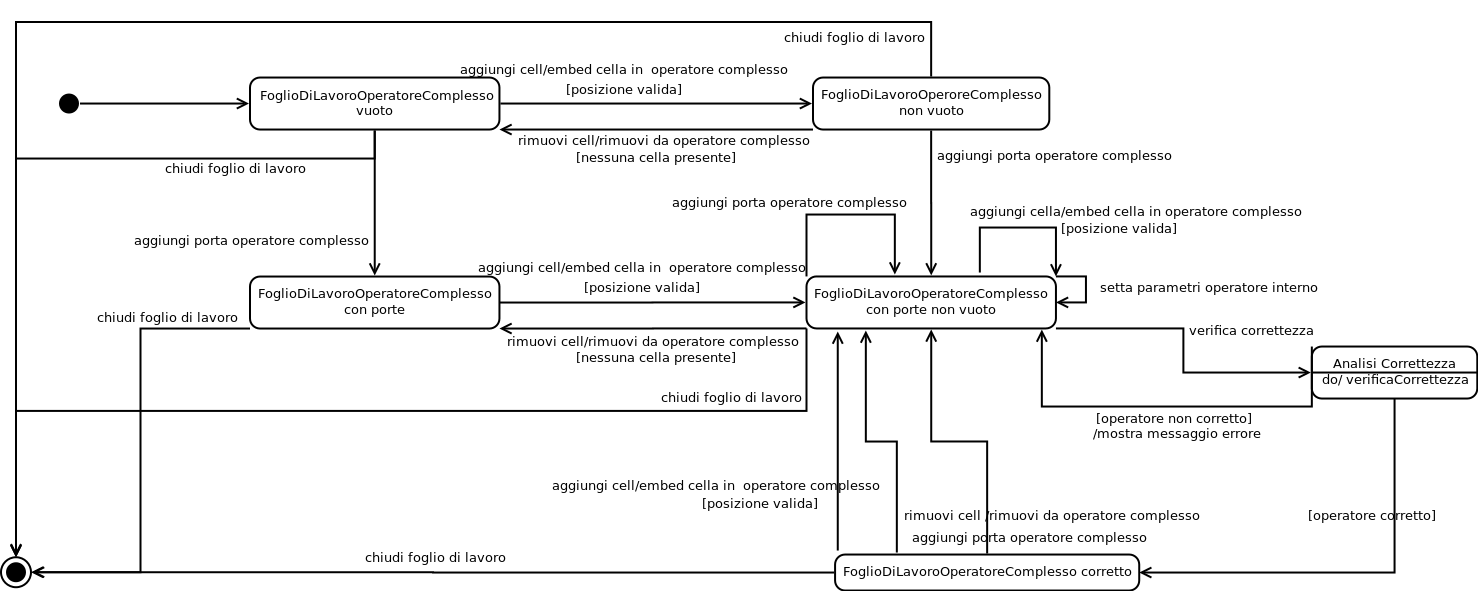 chiudi foglio di lavoro
aggiungi cell/embed cella in  operatore complesso
[posizione valida]
FoglioDiLavoroOperatoreComplesso
vuoto
FoglioDiLavoroOperoreComplesso
non vuoto
rimuovi cell/rimuovi da operatore complesso
[nessuna cella presente]
chiudi foglio di lavoro
aggiungi porta operatore complesso
aggiungi porta operatore complesso
aggiungi cella/embed cella in operatore complesso
[posizione valida]
aggiungi porta operatore complesso
aggiungi cell/embed cella in  operatore complesso
[posizione valida]
FoglioDiLavoroOperatoreComplesso
con porte
FoglioDiLavoroOperatoreComplesso
con porte non vuoto
setta parametri operatore interno
chiudi foglio di lavoro
verifica correttezza
rimuovi cell/rimuovi da operatore complesso
[nessuna cella presente]
Analisi Correttezza
do/ verificaCorrettezza
chiudi foglio di lavoro
[operatore non corretto]
/mostra messaggio errore
aggiungi cell/embed cella in  operatore complesso
[posizione valida]
rimuovi cell /rimuovi da operatore complesso
[operatore corretto]
aggiungi porta operatore complesso
chiudi foglio di lavoro
FoglioDiLavoroOperatoreComplesso corretto